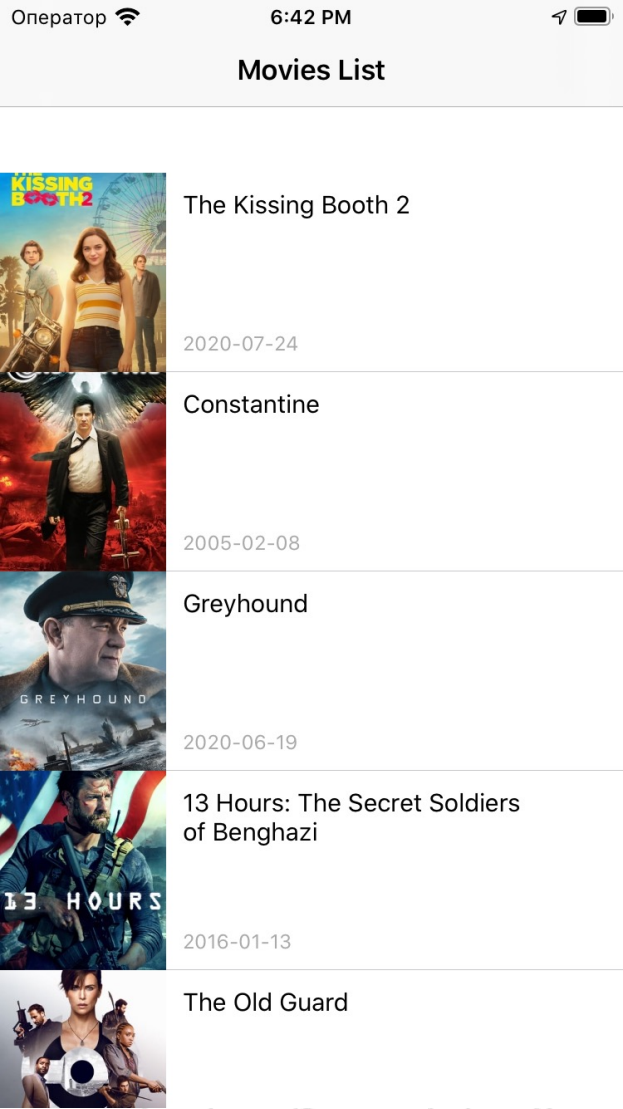 Оператор 6:42 PM
Movies List
KISSING
BOOTH2
The Kissing Booth 2
2020-07-24
Constantine
2005-02-08
Greyhound
GREYHOUND
2020-06-19
13 Hours: The Secret Soldiers
of Benghazi
13 HOURS
2016-01-13
The Old Guard